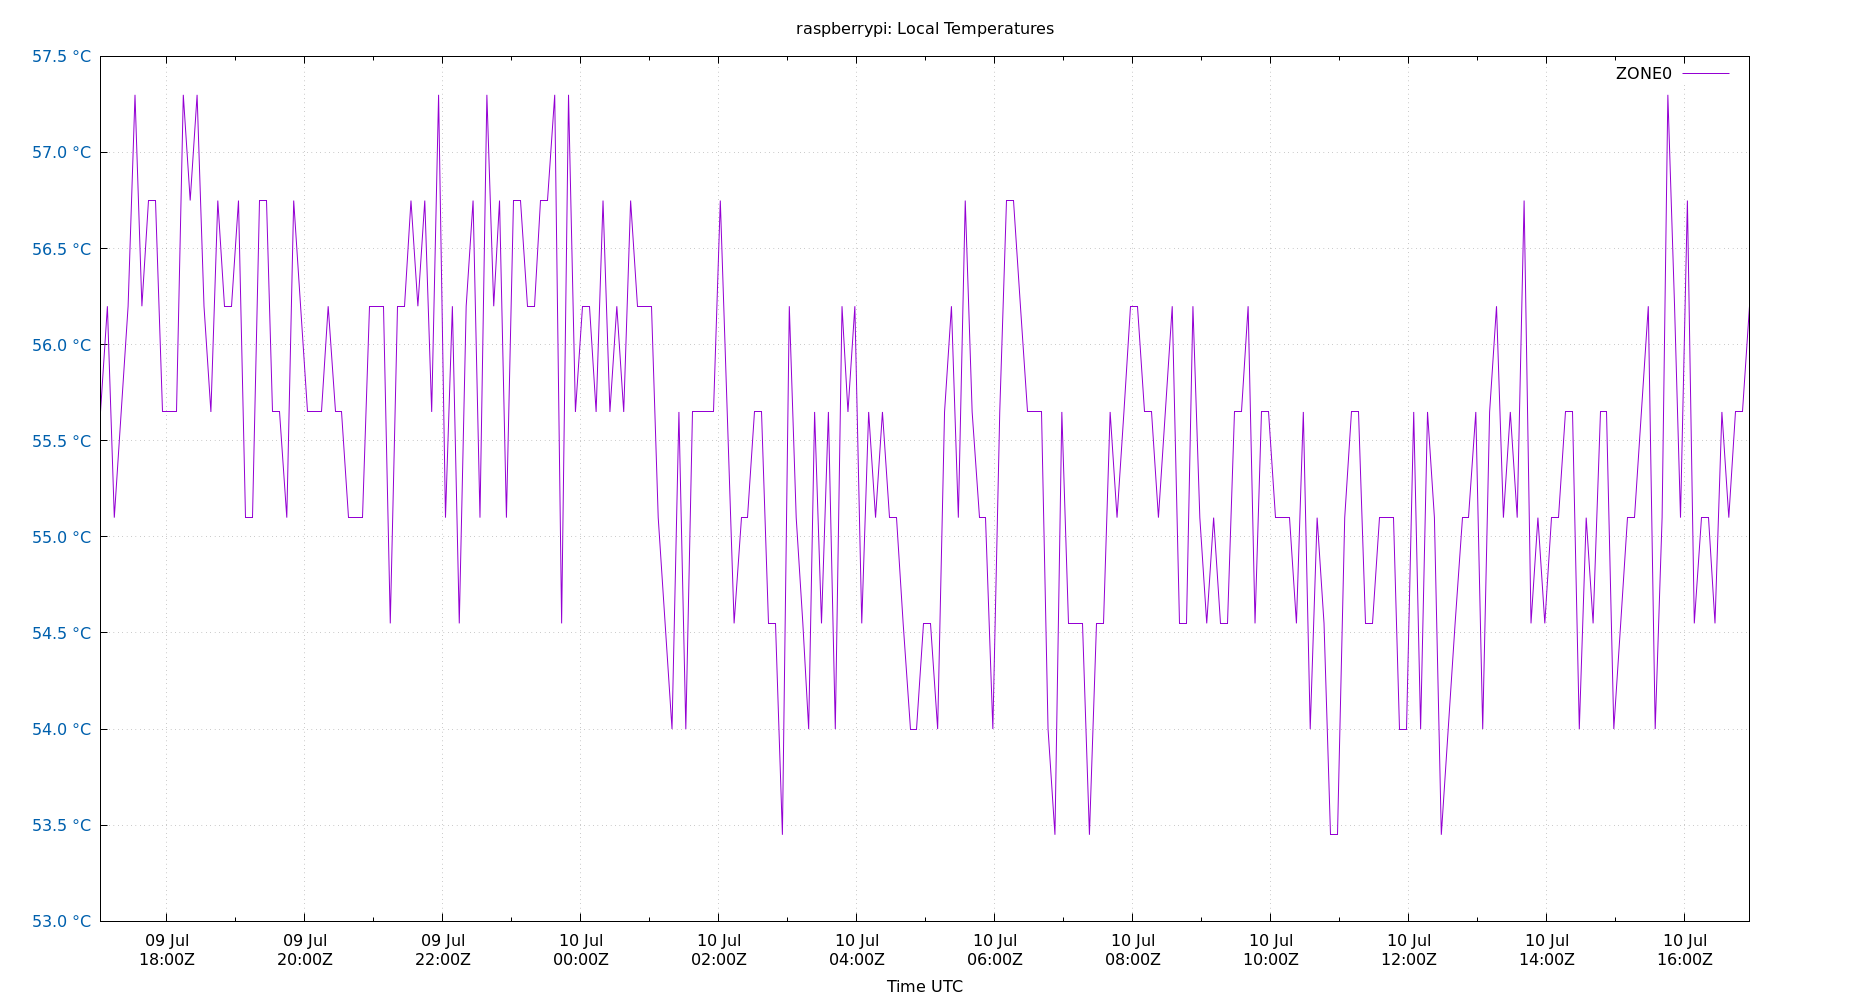 raspberrypi: Local Temperatures
57.5 °C
ZONE0
57.0 °C
56.5 °C
56.0 °C
55.5 °C
55.0 °C
54.5 °C
54.0 °C
53.5 °C
53.0 °C
09 Jul 09 Jul 09 Jul 10 Jul 10 Jul 10 Jul 10 Jul 10 Jul 10 Jul 10 Jul 10 Jul 10 Jul
18:00Z 20:00Z 22:00Z 00:00Z 02:00Z 04:00Z 06:00Z 08:00Z 10:00Z 12:00Z 14:00Z 16:00Z
Time UTC